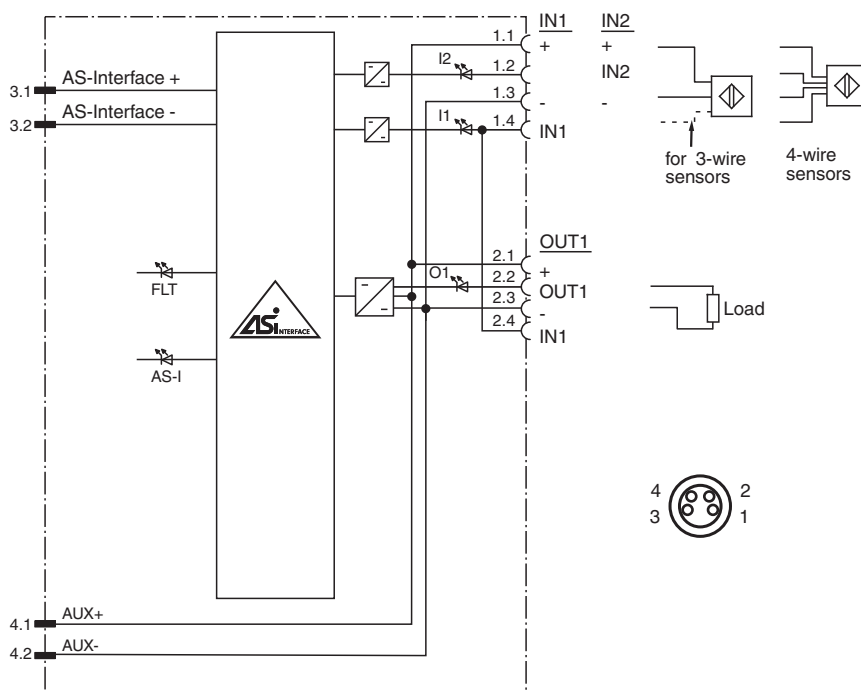 IN1 IN2
1.1 + +
I2 1.2 IN2
1.3 - -
I1 1.4 IN1
3.1 AS-Interface +
3.2 AS-Interface -
for 3-wire
sensors
4-wire
sensors
OUT1
2.1 +
O1 2.2 OUT1
2.3 -
2.4 IN1
Load
FLT
ASi INTERFACE
AS-I
4 2
3 1
4.1 AUX+
4.2 AUX-